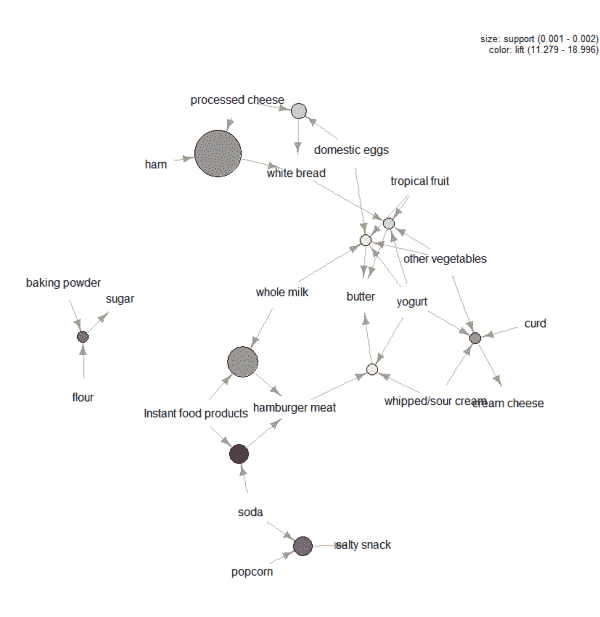 size: support (0.001 - 0.002)
color: lift (11.279 - 18.996)
processed cheese
domestic eggs
ham
white bread
tropical fruit
other vegetables
baking powder
sugar
whole milk
butter
yogurt
curd
flour
Instant food products
hamburger meat
whipped/sour cream
cream cheese
soda
salty snack
popcorn